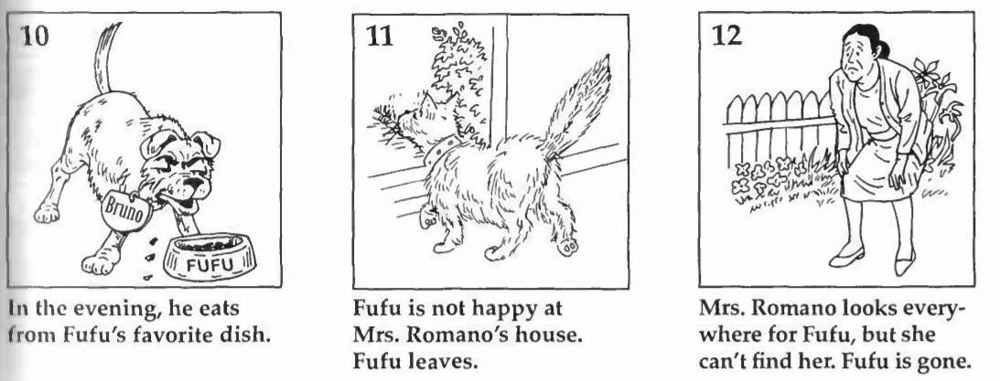 10
Bruno
FUFU
In the evening, he eats
from Fufu's favorite dish.
11
Fufu is not happy at
Mrs. Romano's house.
Fufu leaves.
12
Mrs. Romano looks every-
where for Fufu, but she
can't find her. Fufu is gone.